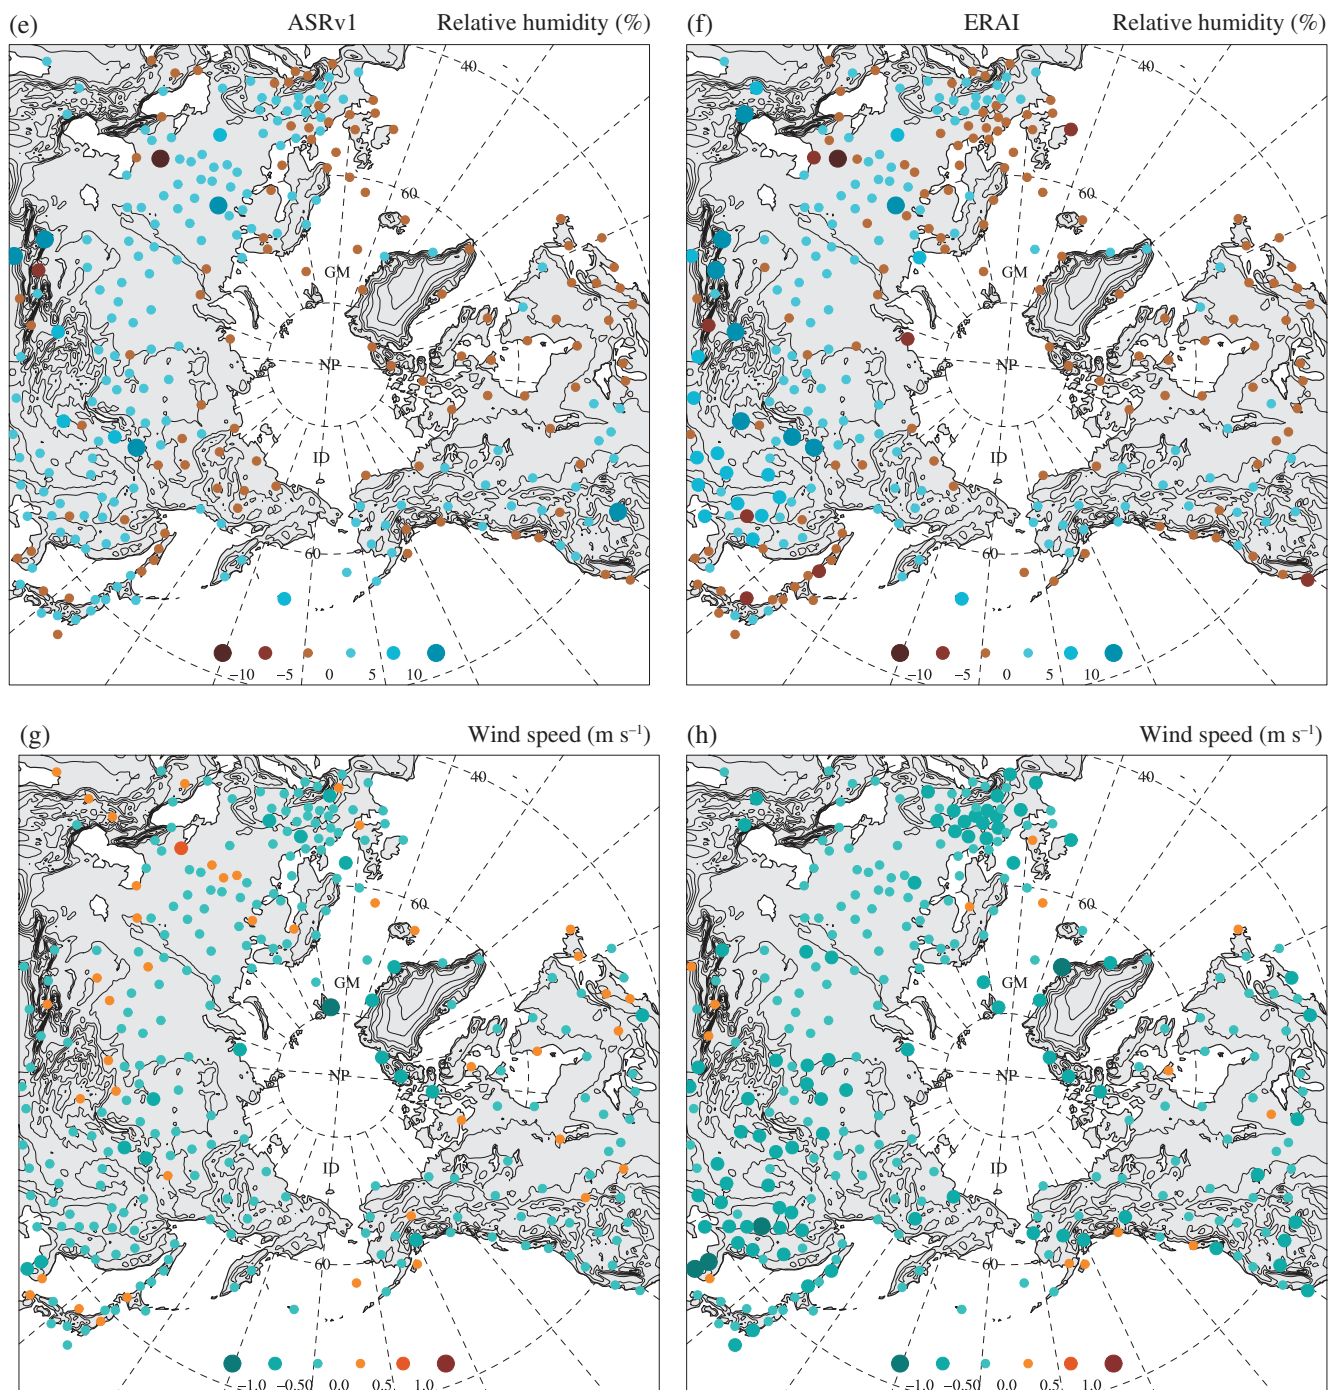 (e) ASRv1 Relative humidity (%)
40
60
GM
NP
ID
60
−10 −5 0 5 10
(f) ERAI Relative humidity (%)
40
60
GM
NP
ID
60
−10 −5 0 5 10
(g) Wind speed (m s⁻¹)
40
60
GM
NP
ID
60
−1.0 −0.50 0.0 0.5 1.0
(h) Wind speed (m s⁻¹)
40
60
GM
NP
ID
60
−1.0 −0.50 0.0 0.5 1.0